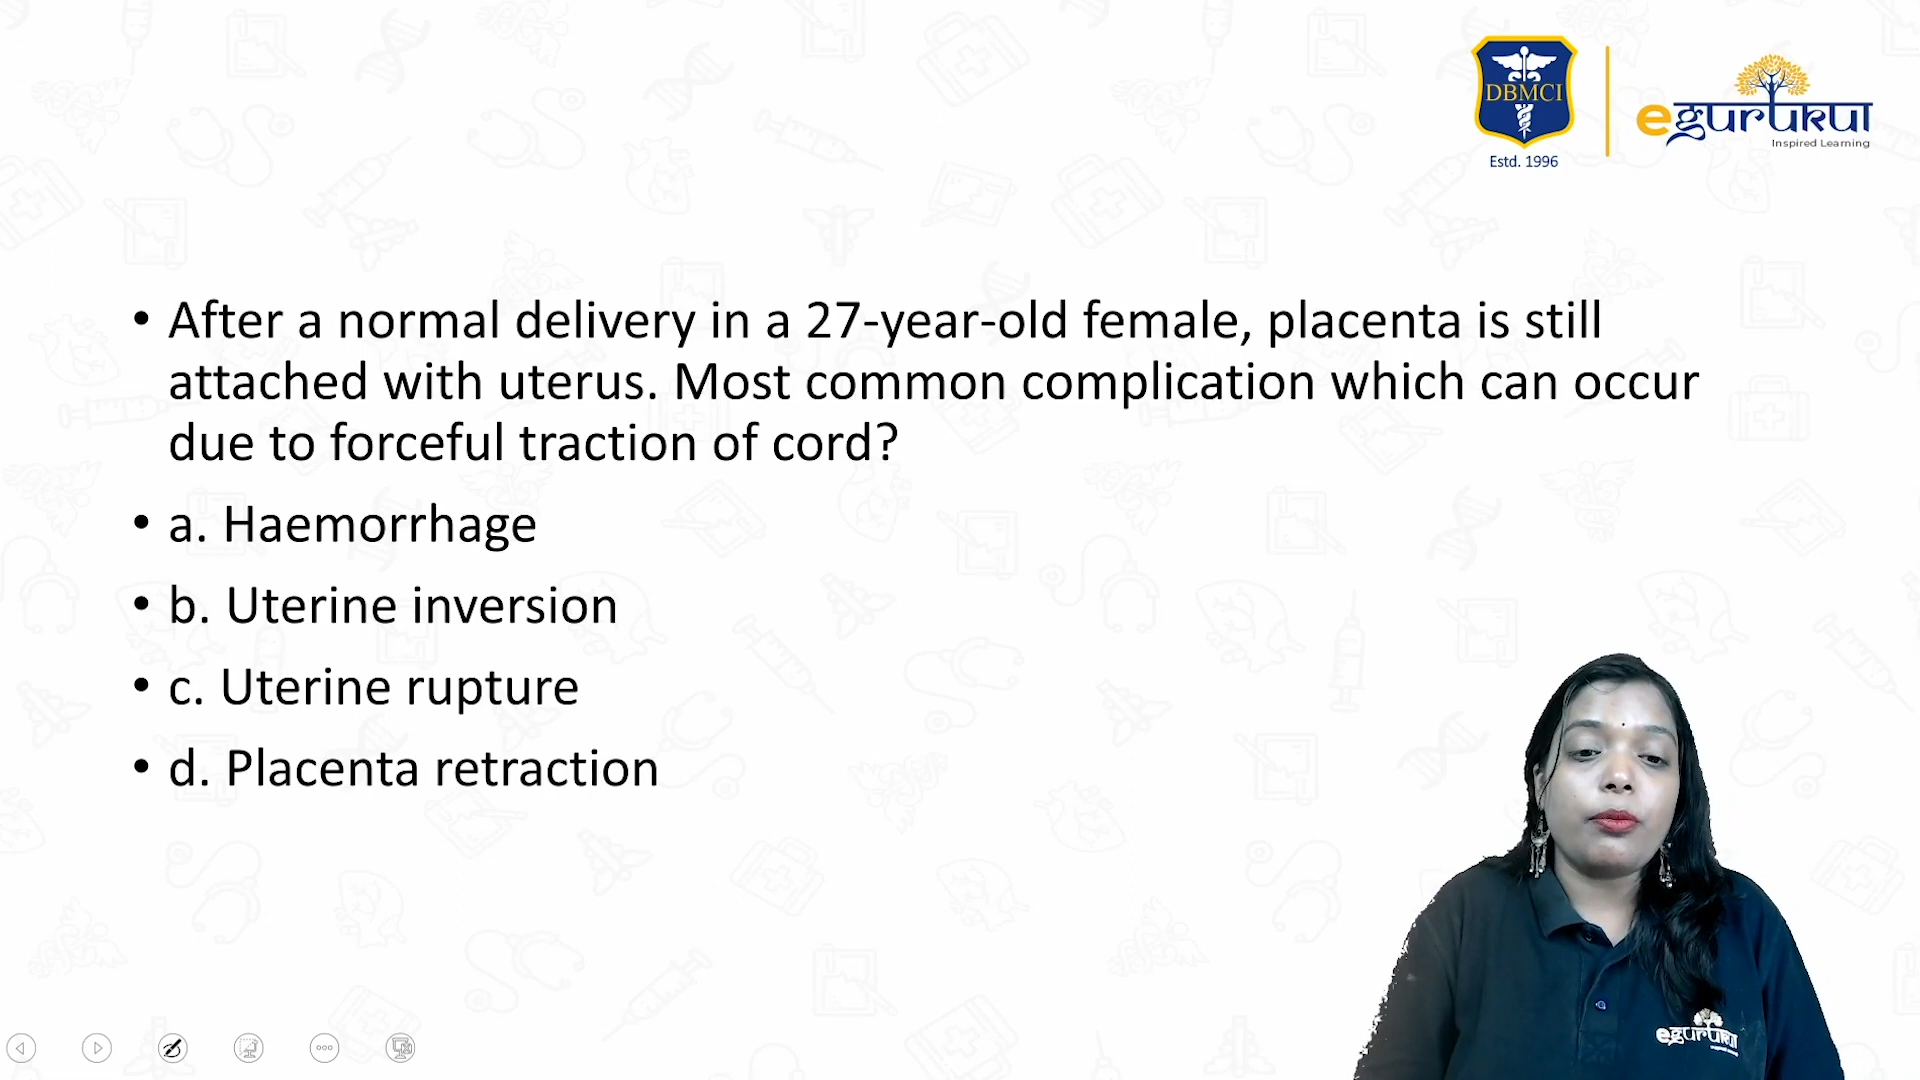 DBMCI
Estd. 1996
egurukul
Inspired Learning
• After a normal delivery in a 27-year-old female, placenta is still
attached with uterus. Most common complication which can occur
due to forceful traction of cord?
• a. Haemorrhage
• b. Uterine inversion
• c. Uterine rupture
• d. Placenta retraction
egurukul